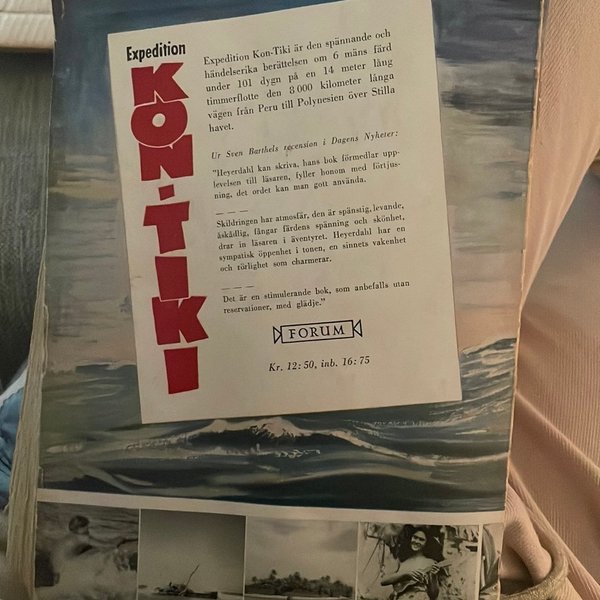 Expedition
KON-TIKI
Expedition Kon-Tiki är den spännande och
händelserika berättelsen om 6 mäns färd
under 101 dygn på en 14 meter lång
timmerflotte den 8 000 kilometer långa
vägen från Peru till Polynesien över Stilla
havet.
Ur Sven Barthels recension i Dagens Nyheter:
"Heyerdahl kan skriva, hans bok förmedlar upp-
levelsen till läsaren, fyller honom med förtjus-
ning, det ordet kan man gott använda.
— — —
Skildringen har atmosfär, den är spänstig, levande,
åskådlig, fångar färdens spänning och skönhet,
drar in läsaren i äventyret. Heyerdahl har en
sympatisk öppenhet i tonen, en sinnets vakenhet
och rörlighet som charmerar.
— — —
Det är en stimulerande bok, som anbefalls utan
reservationer, med glädje."
FORUM
Kr. 12:50, inb. 16:75